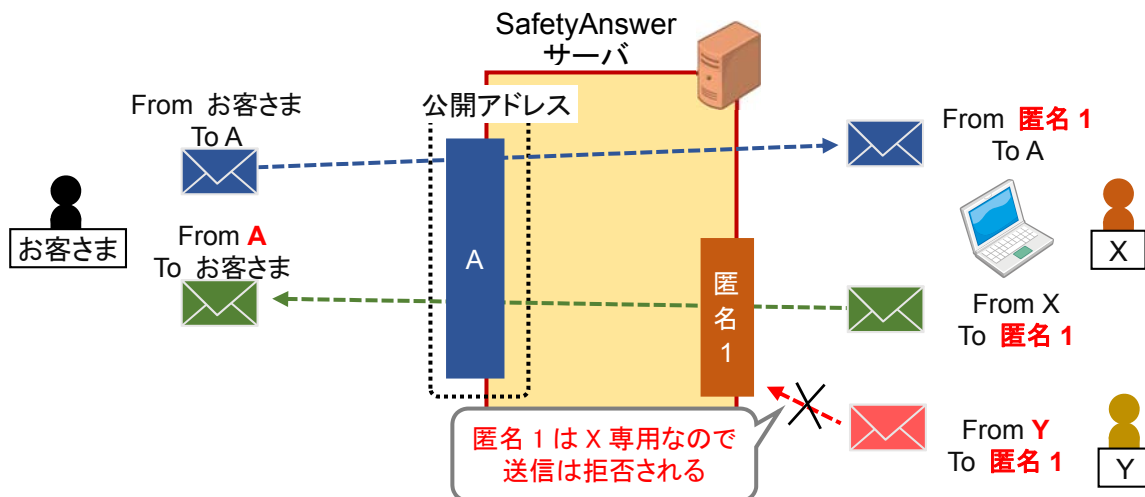 SafetyAnswer
サーバ
公開アドレス
From お客さま
To A
From 匿名 1
To A
お客さま
From A
To お客さま
A
匿名1
X
From X
To 匿名 1
匿名 1 は X 専用なので
送信は拒否される
From Y
To 匿名 1
Y